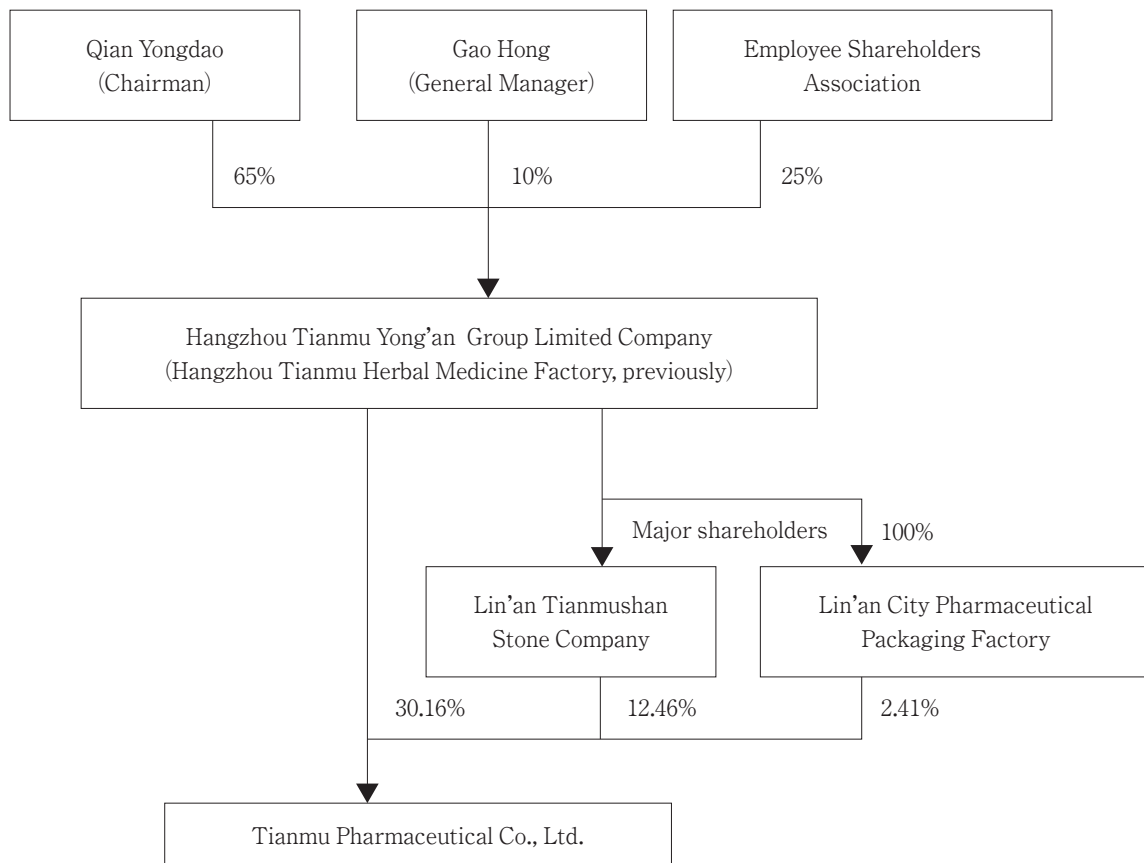 Qian Yongdao
(Chairman)
Gao Hong
(General Manager)
Employee Shareholders
Association
65%
10%
25%
Hangzhou Tianmu Yong’an Group Limited Company
(Hangzhou Tianmu Herbal Medicine Factory, previously)
Major shareholders
100%
Lin’an Tianmushan
Stone Company
Lin’an City Pharmaceutical
Packaging Factory
30.16%
12.46%
2.41%
Tianmu Pharmaceutical Co., Ltd.